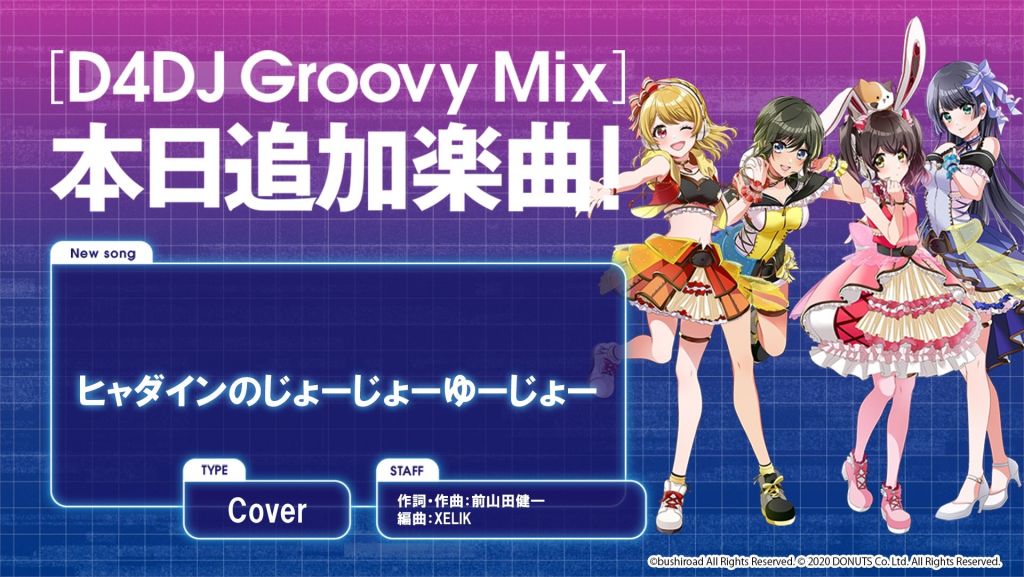 [D4DJ Groovy Mix]
本日追加楽曲!
New song
ヒャダインのじょーじょーゆーじょー
TYPE
Cover
STAFF
作詞・作曲:前山田健一
編曲:XELIK
©bushiroad All Rights Reserved. © 2020 DONUTS Co. Ltd. All Rights Reserved.